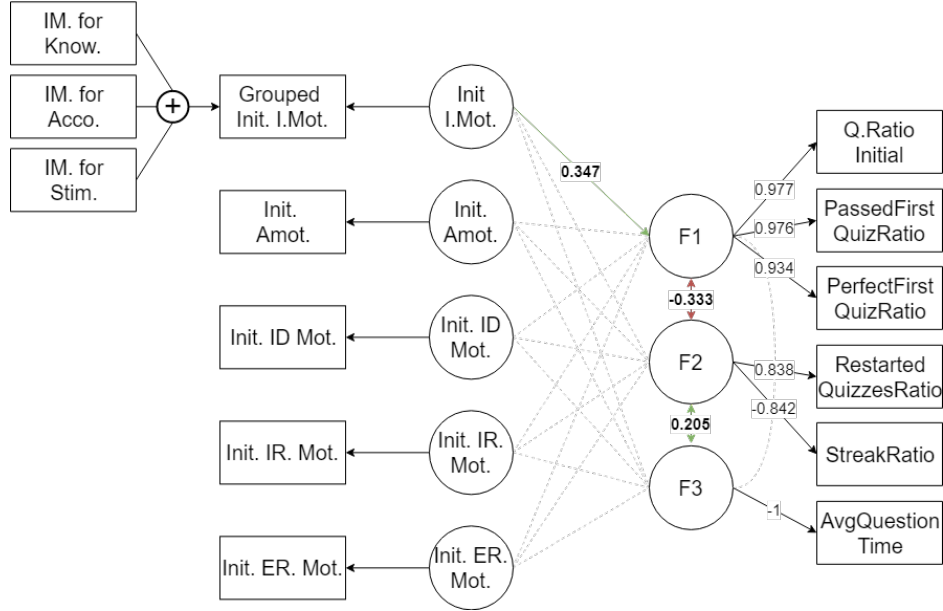 IM. for
Know.
IM. for
Acco.
IM. for
Stim.
+
Grouped
Init. I.Mot.
Init.
Amot.
Init. ID Mot.
Init. IR. Mot.
Init. ER. Mot.
Init
I.Mot.
Init.
Amot.
Init. ID
Mot.
Init. IR.
Mot.
Init. ER.
Mot.
0.347
F1
-0.333
F2
0.205
F3
0.977
0.976
0.934
0.838
-0.842
-1
Q.Ratio
Initial
PassedFirst
QuizRatio
PerfectFirst
QuizRatio
Restarted
QuizzesRatio
StreakRatio
AvgQuestion
Time